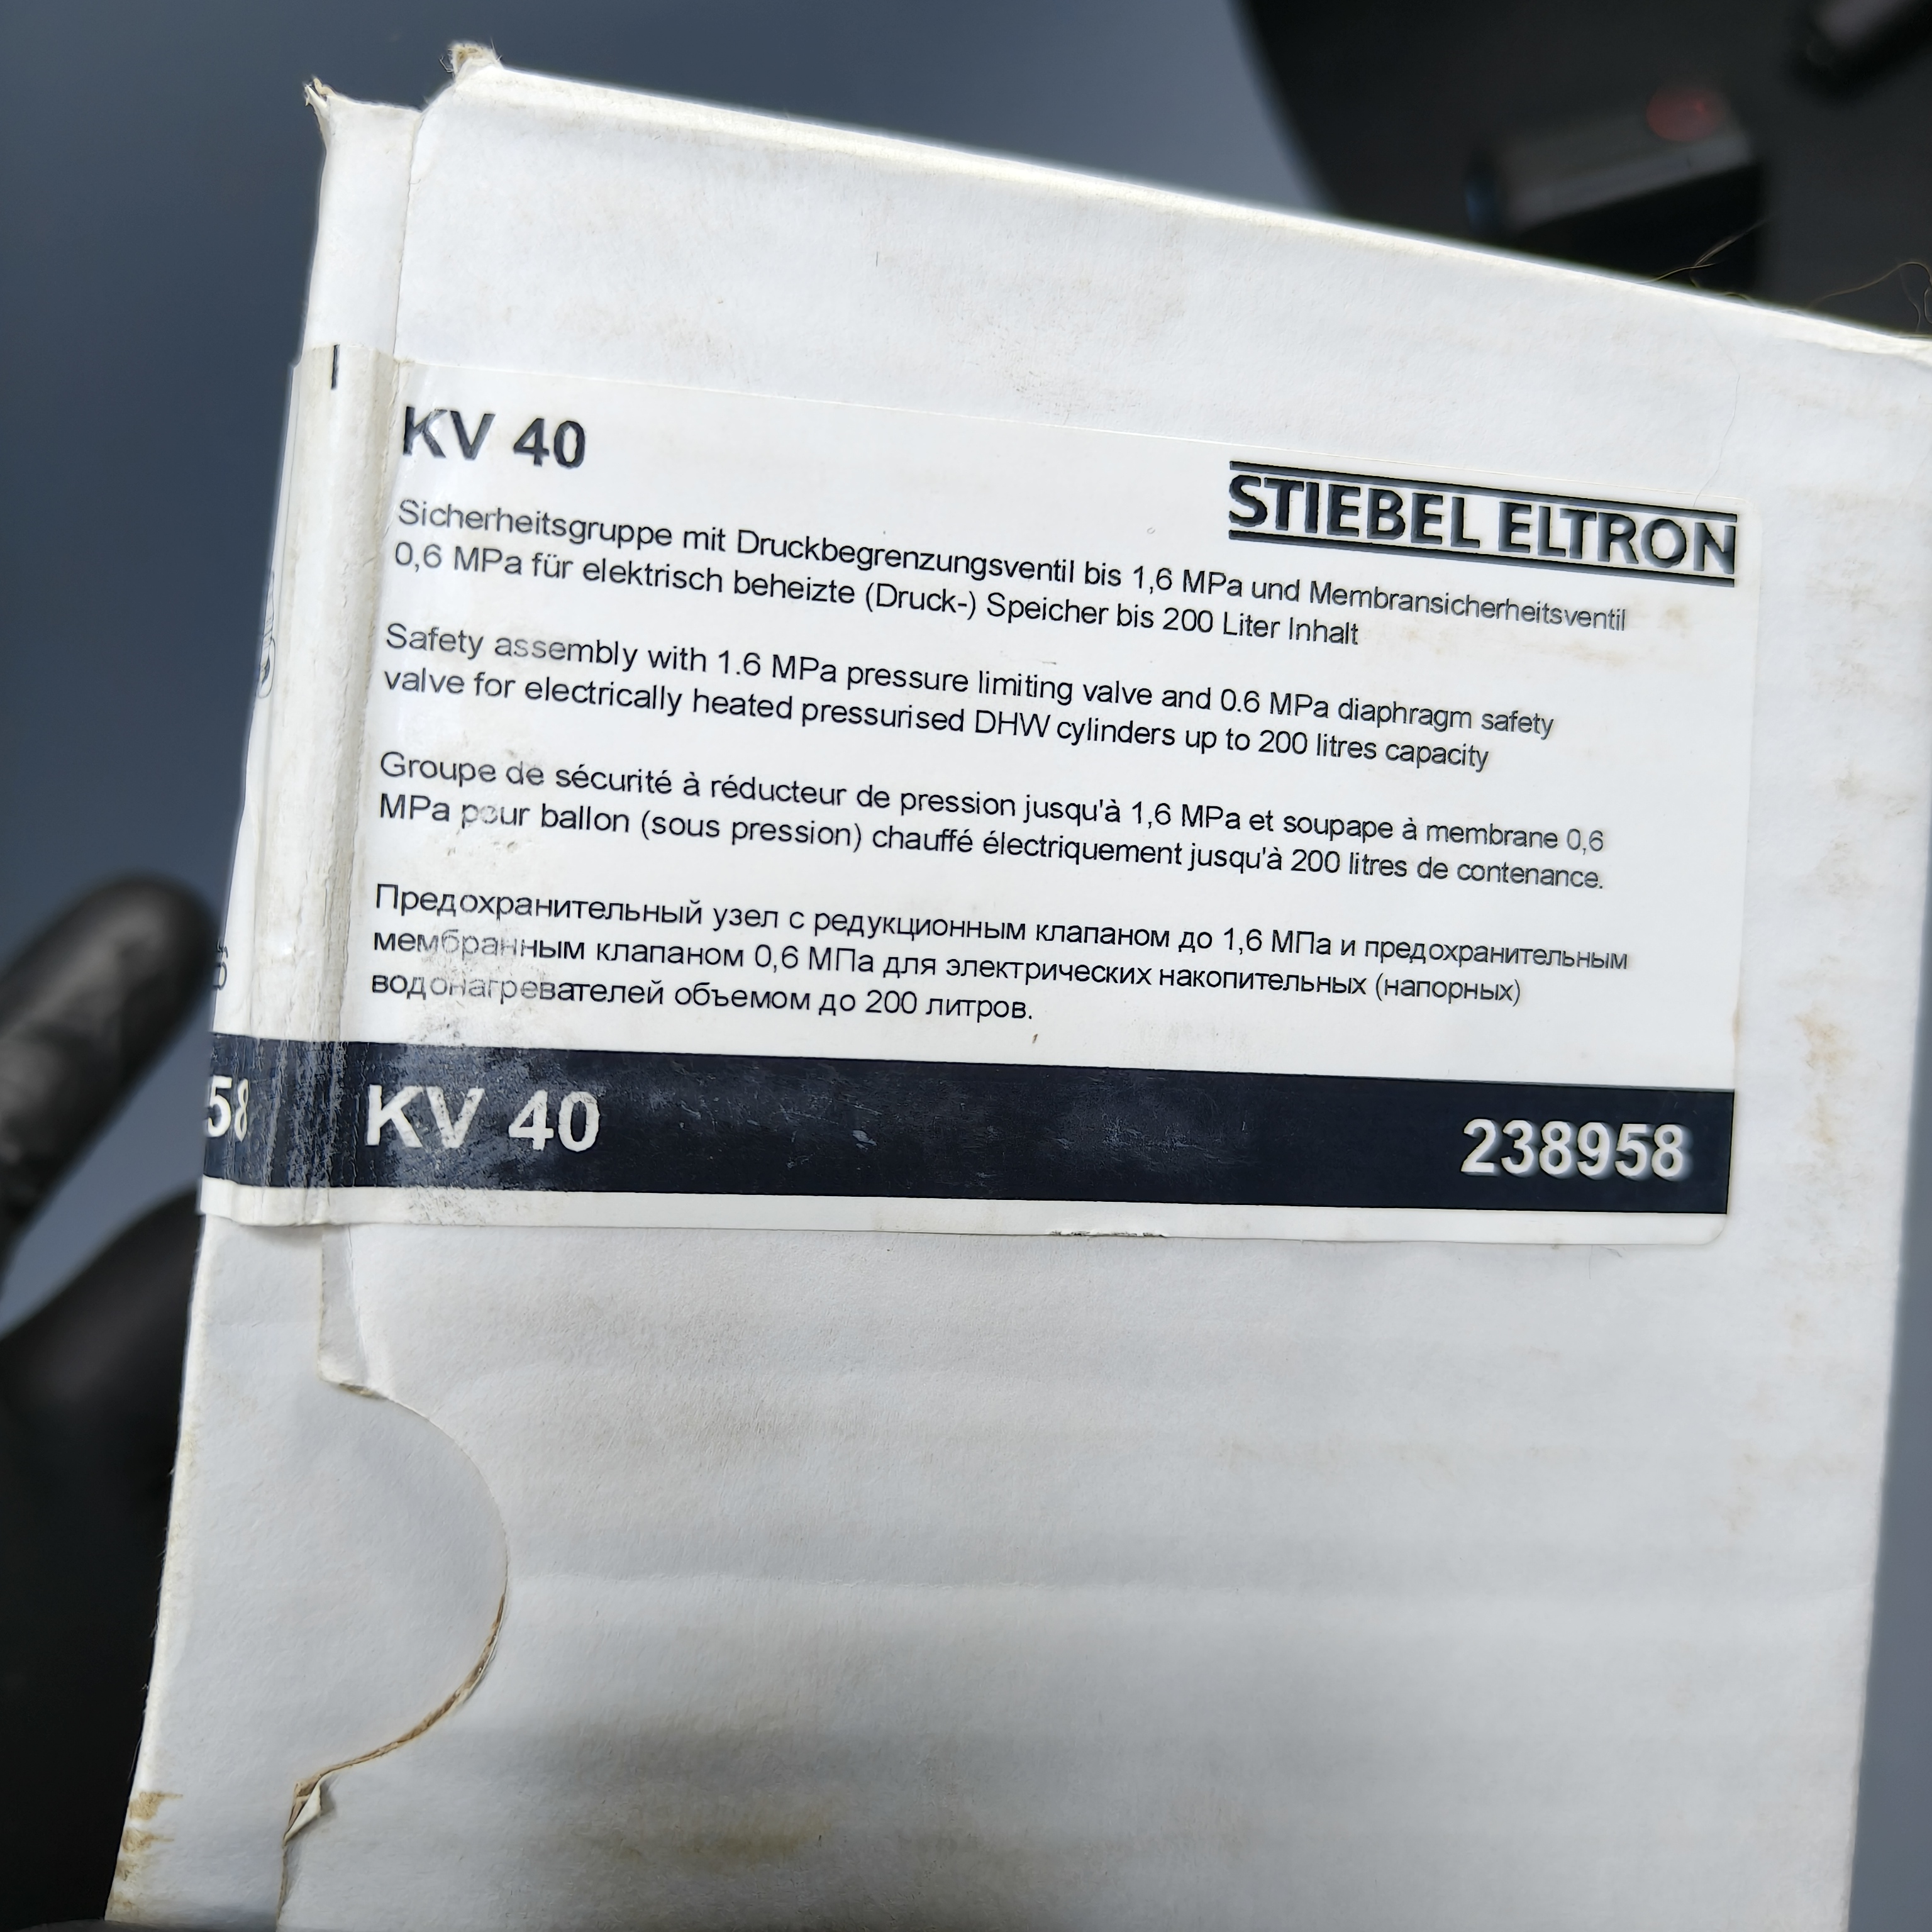 KV 40
STIEBEL ELTRON
Sicherheitsgruppe mit Druckbegrenzungsventil bis 1,6 MPa und Membransicherheitsventil
0,6 MPa für elektrisch beheizte (Druck-) Speicher bis 200 Liter Inhalt
Safety assembly with 1.6 MPa pressure limiting valve and 0.6 MPa diaphragm safety
valve for electrically heated pressurised DHW cylinders up to 200 litres capacity
Groupe de sécurité à réducteur de pression jusqu'à 1,6 MPa et soupape à membrane 0,6
MPa pour ballon (sous pression) chauffé électriquement jusqu'à 200 litres de contenance.
Предохранительный узел с редукционным клапаном до 1,6 МПа и предохранительным
мембранным клапаном 0,6 МПа для электрических накопительных (напорных)
водонагревателей объемом до 200 литров.
58 KV 40 238958